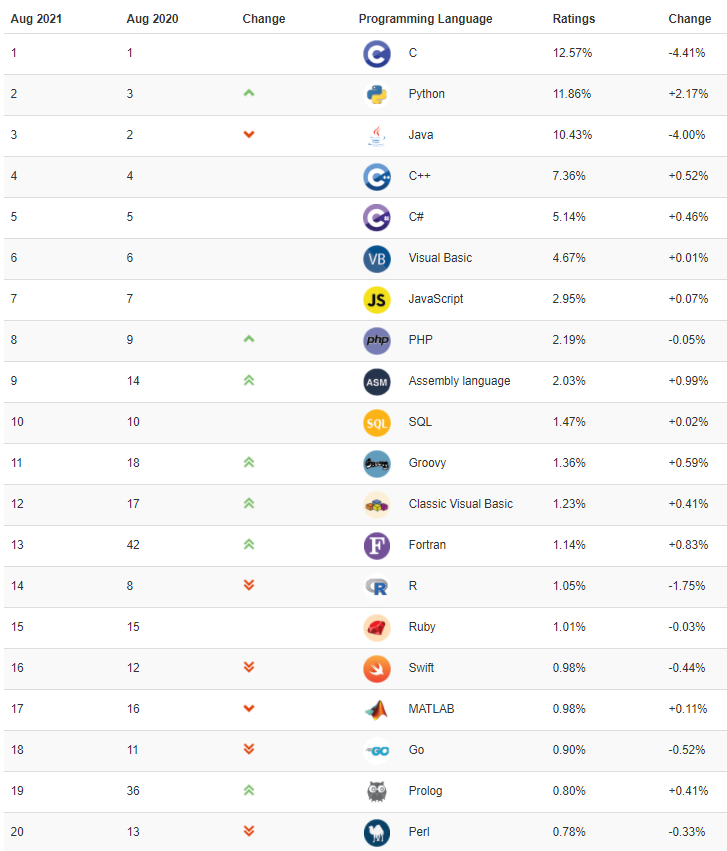 Aug 2021 Aug 2020 Change Programming Language Ratings Change
1 1 C C 12.57% -4.41%
2 3 Python 11.86% +2.17%
3 2 Java 10.43% -4.00%
4 4 C++ C++ 7.36% +0.52%
5 5 C# C# 5.14% +0.46%
6 6 VB Visual Basic 4.67% +0.01%
7 7 JS JavaScript 2.95% +0.07%
8 9 php PHP 2.19% -0.05%
9 14 ASM Assembly language 2.03% +0.99%
10 10 SQL SQL 1.47% +0.02%
11 18 Groovy 1.36% +0.59%
12 17 Classic Visual Basic 1.23% +0.41%
13 42 F Fortran 1.14% +0.83%
14 8 R R 1.05% -1.75%
15 15 Ruby 1.01% -0.03%
16 12 Swift 0.98% -0.44%
17 16 MATLAB 0.98% +0.11%
18 11 GO Go 0.90% -0.52%
19 36 Prolog 0.80% +0.41%
20 13 Perl 0.78% -0.33%